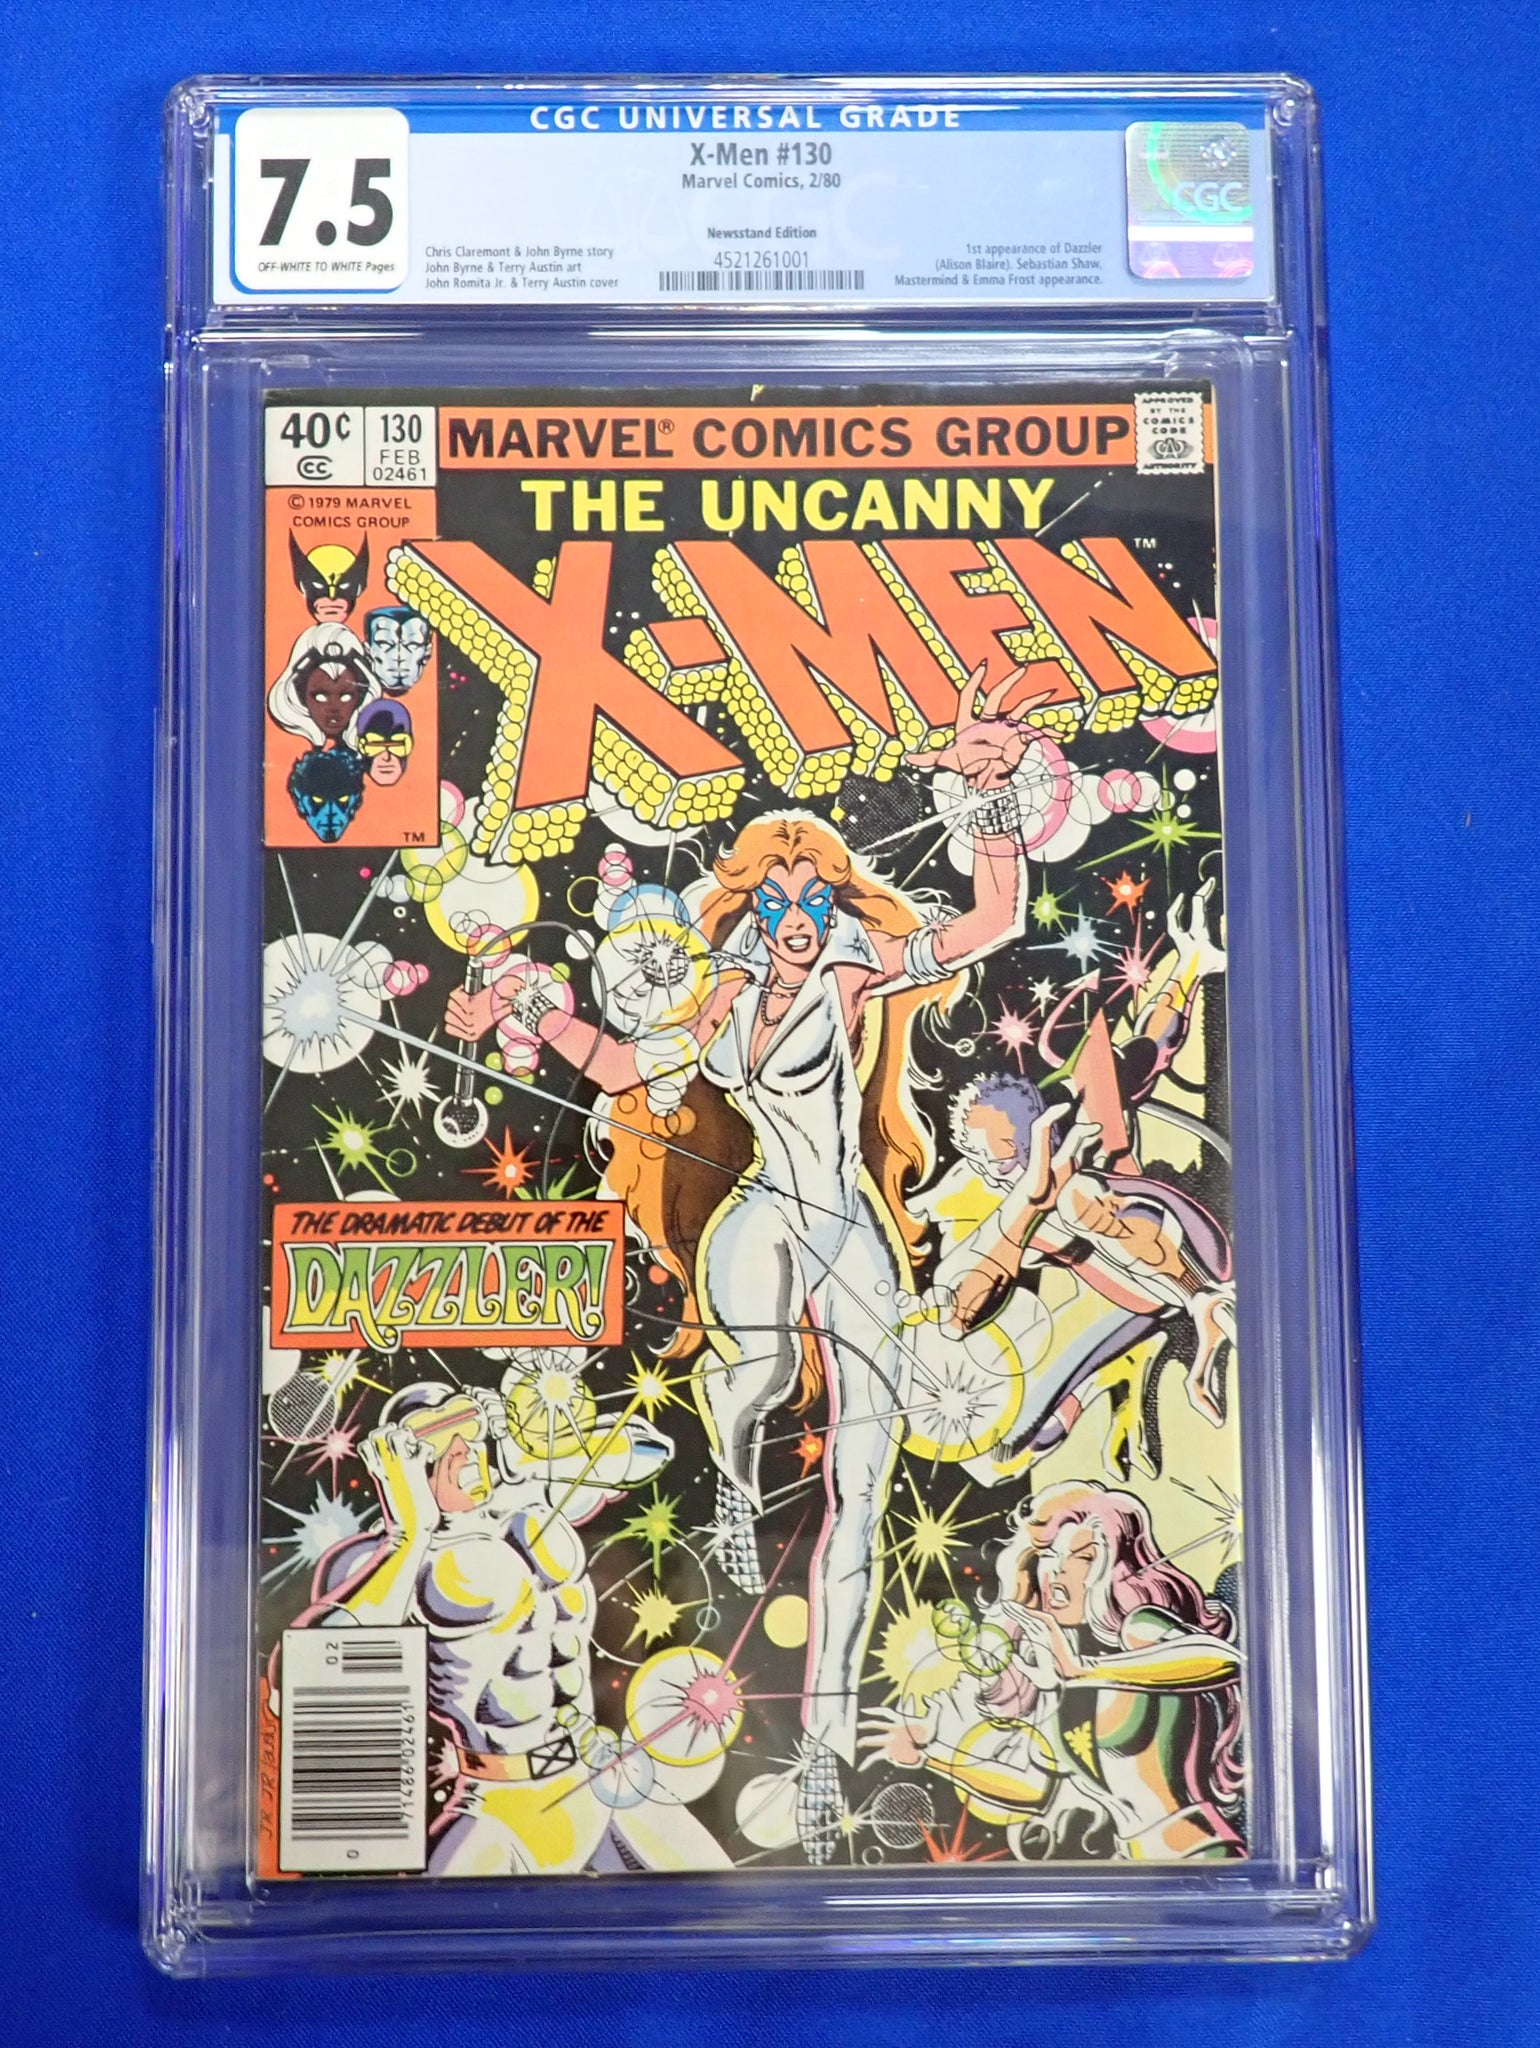 CGC UNIVERSAL GRADE
7.5
OFF-WHITE TO WHITE Pages
X-Men #130
Marvel Comics, 2/80
Newsstand Edition
4521261001
Chris Claremont & John Byrne story
John Byrne & Terry Austin art
John Romita Jr. & Terry Austin cover
1st appearance of Dazzler
(Alison Blaire). Sebastian Shaw,
Mastermind & Emma Frost appearance.
CGC
40¢
CC
130
FEB
02461
MARVEL® COMICS GROUP
APPROVED
BY THE
COMICS
CODE
CA
AUTHORITY
© 1979 MARVEL
COMICS GROUP
THE UNCANNY
X-MEN™
TM
THE DRAMATIC DEBUT OF THE
DAZZLER!
02
71486 02461
0